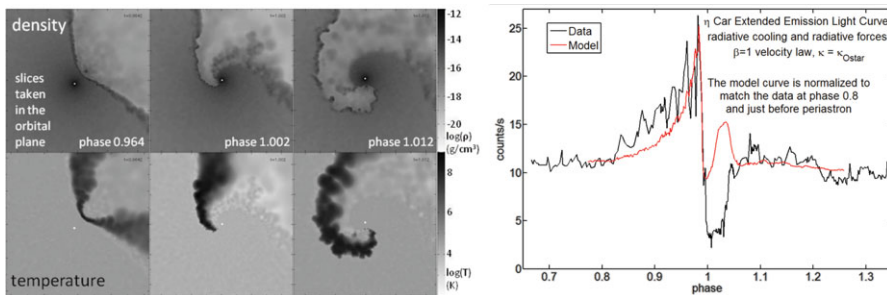 density
slices
taken
in the
orbital
plane
phase 0.964
phase 1.002
phase 1.012
temperature
-12
-14
-16
-18
-20
log(ρ)
(g/cm³)
8
6
4
log(T)
(K)
η Car Extended Emission Light Curve
radiative cooling and radiative forces
β=1 velocity law, κ = κOstar
The model curve is normalized to
match the data at phase 0.8
and just before periastron
Data
Model
counts/s
25
20
15
10
5
0
0.7
0.8
0.9
1
1.1
1.2
1.3
phase